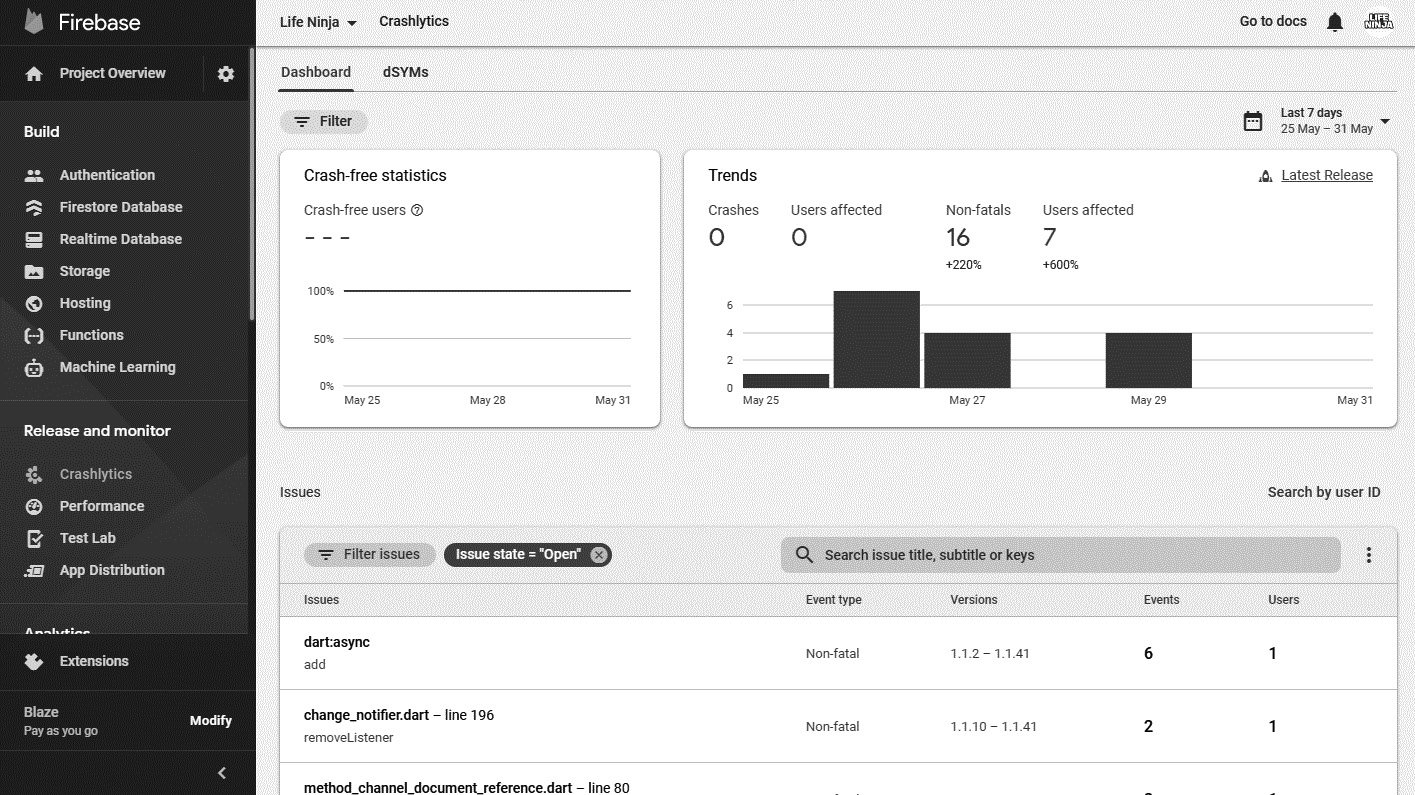 Firebase
Project Overview
Build
Authentication
Firestore Database
Realtime Database
Storage
Hosting
Functions
Machine Learning
Release and monitor
Crashlytics
Performance
Test Lab
App Distribution
Analytics
Extensions
Blaze
Pay as you go
Modify
Life Ninja
Crashlytics
Go to docs
LIFE
NINJA
Dashboard
dSYMs
Filter
Last 7 days
25 May – 31 May
Crash-free statistics
Crash-free users
- - -
100%
50%
0%
May 25
May 28
May 31
Trends
Latest Release
Crashes
0
Users affected
0
Non-fatals
16
+220%
Users affected
7
+600%
6
4
2
0
May 25
May 27
May 29
May 31
Issues
Search by user ID
Filter issues
Issue state = "Open"
Search issue title, subtitle or keys
Issues Event type Versions Events Users
dart:async
add
Non-fatal 1.1.2 – 1.1.41 6 1
change_notifier.dart – line 196
removeListener
Non-fatal 1.1.10 – 1.1.41 2 1
method_channel_document_reference.dart – line 80